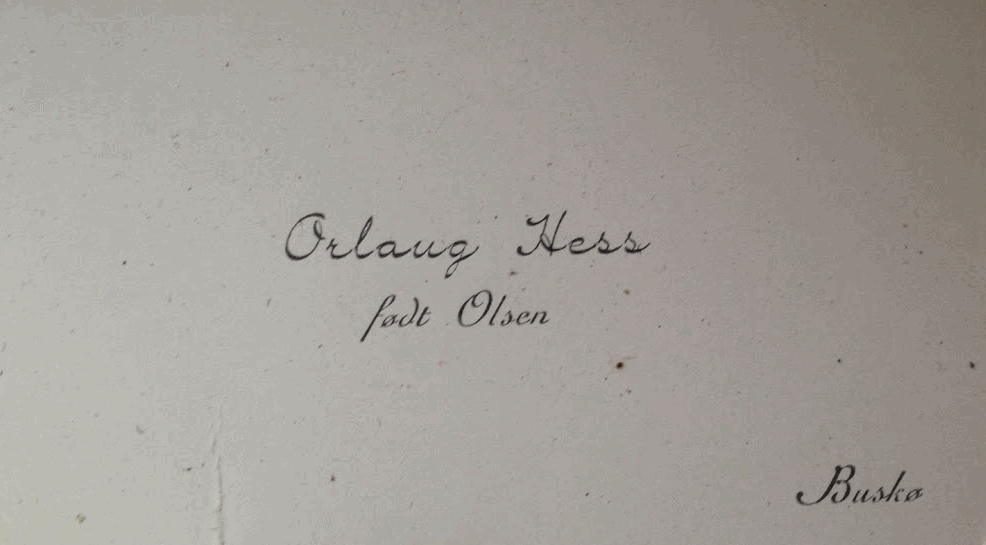 Orlaug Hess
født Olsen
Buskø